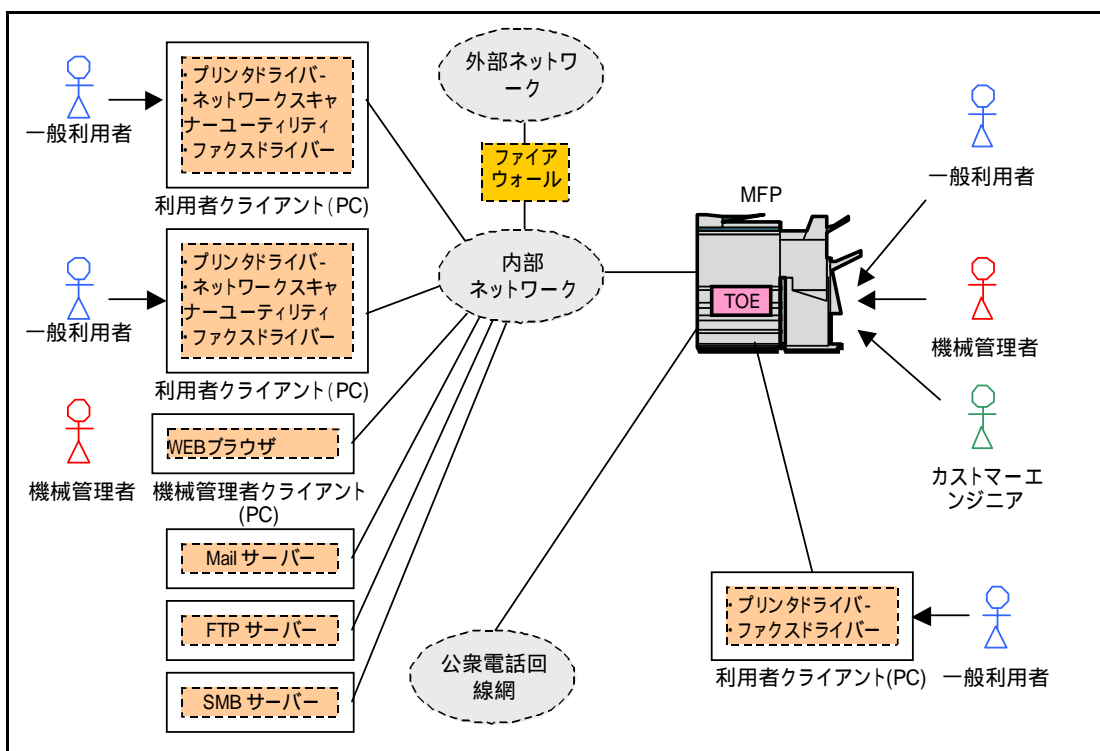 一般利用者
・プリンタドライバー
・ネットワークスキャ
ナーユーティリティ
・ファクスドライバー
利用者クライアント(PC)
一般利用者
・プリンタドライバー
・ネットワークスキャ
ナーユーティリティ
・ファクスドライバー
利用者クライアント(PC)
機械管理者
WEBブラウザ
機械管理者クライアント
(PC)
Mail サーバー
FTP サーバー
SMB サーバー
外部ネットワ
ーク
ファイア
ウォール
内部
ネットワーク
公衆電話回
線網
MFP
TOE
一般利用者
機械管理者
カストマーエ
ンジニア
・プリンタドライバー
・ファクスドライバー
利用者クライアント(PC)
一般利用者